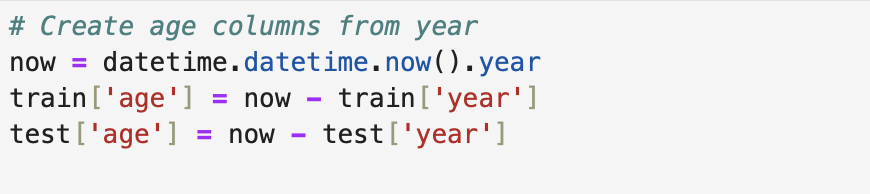 # Create age columns from year
now = datetime.datetime.now().year
train['age'] = now - train['year']
test['age'] = now - test['year']